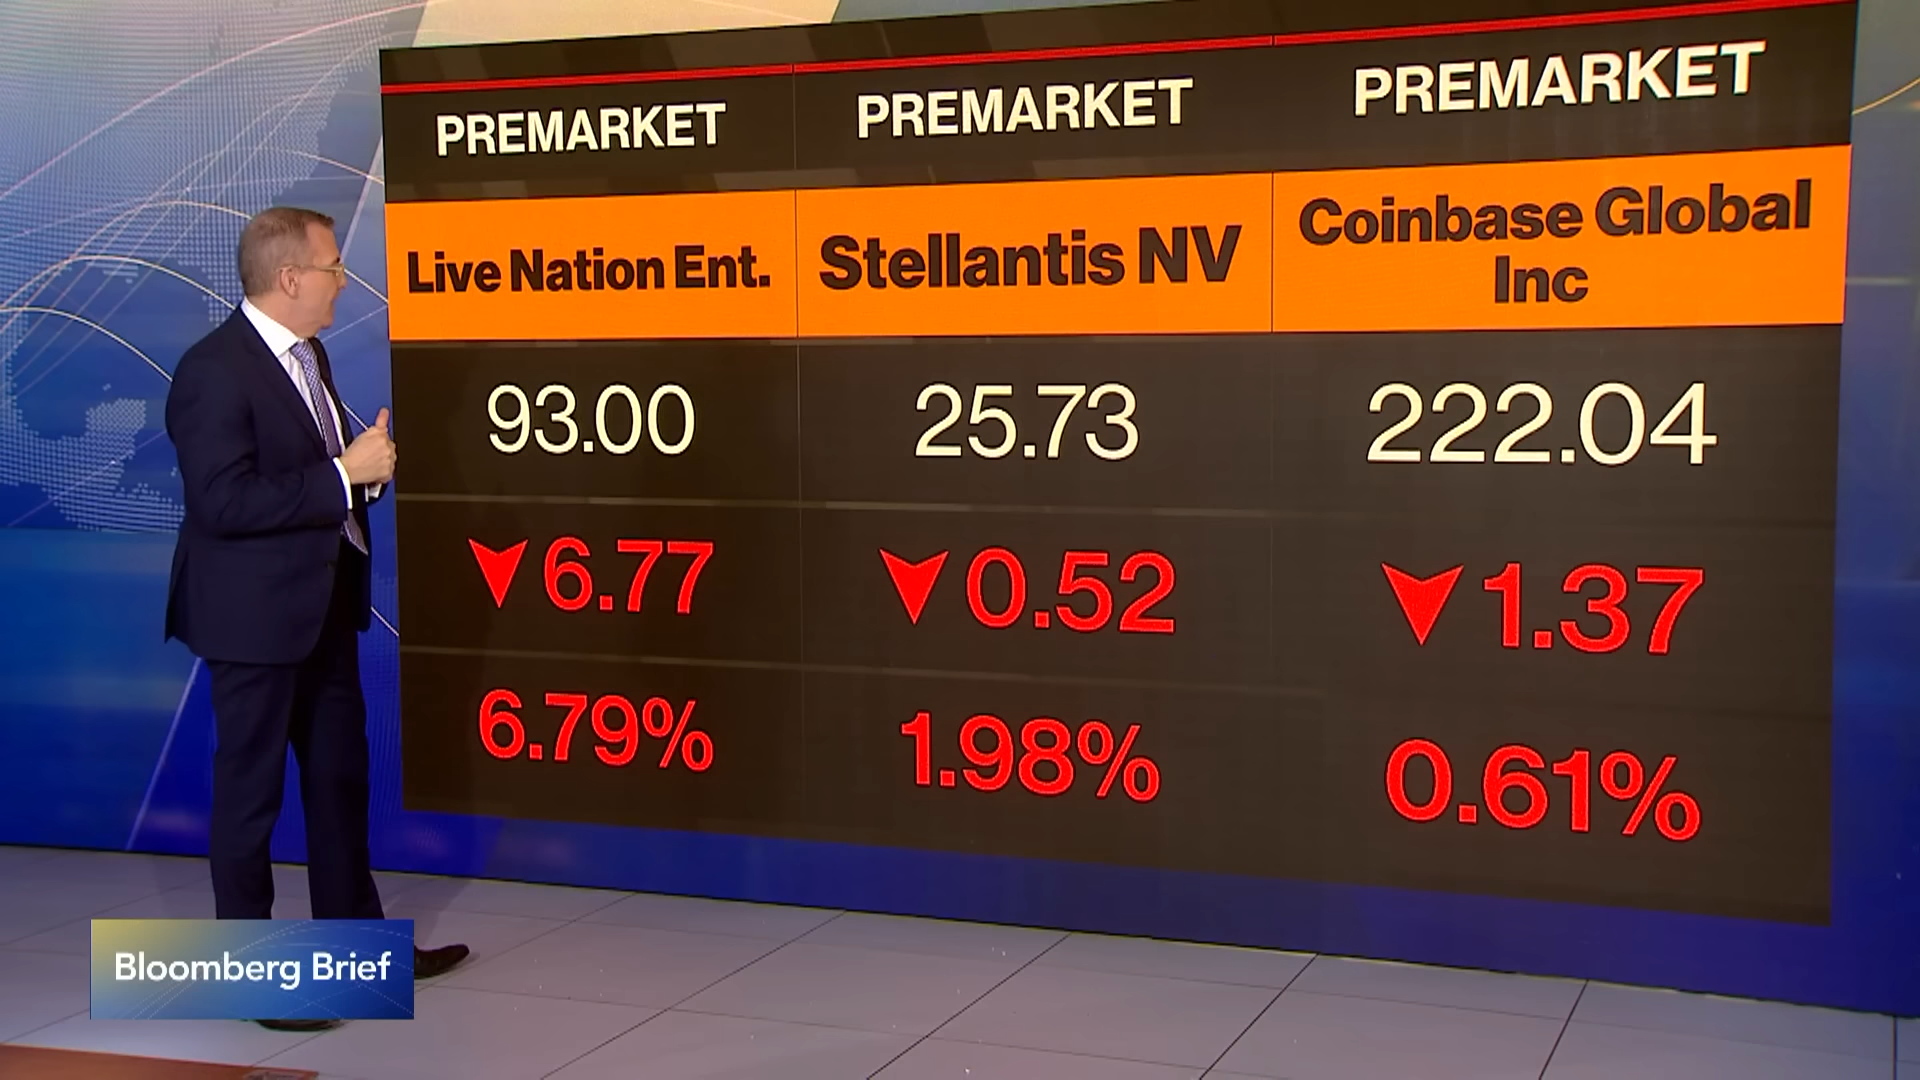 PREMARKET
PREMARKET
PREMARKET
Live Nation Ent.
Stellantis NV
Coinbase Global
Inc
93.00
25.73
222.04
▼6.77
▼0.52
▼1.37
6.79%
1.98%
0.61%
Bloomberg Brief